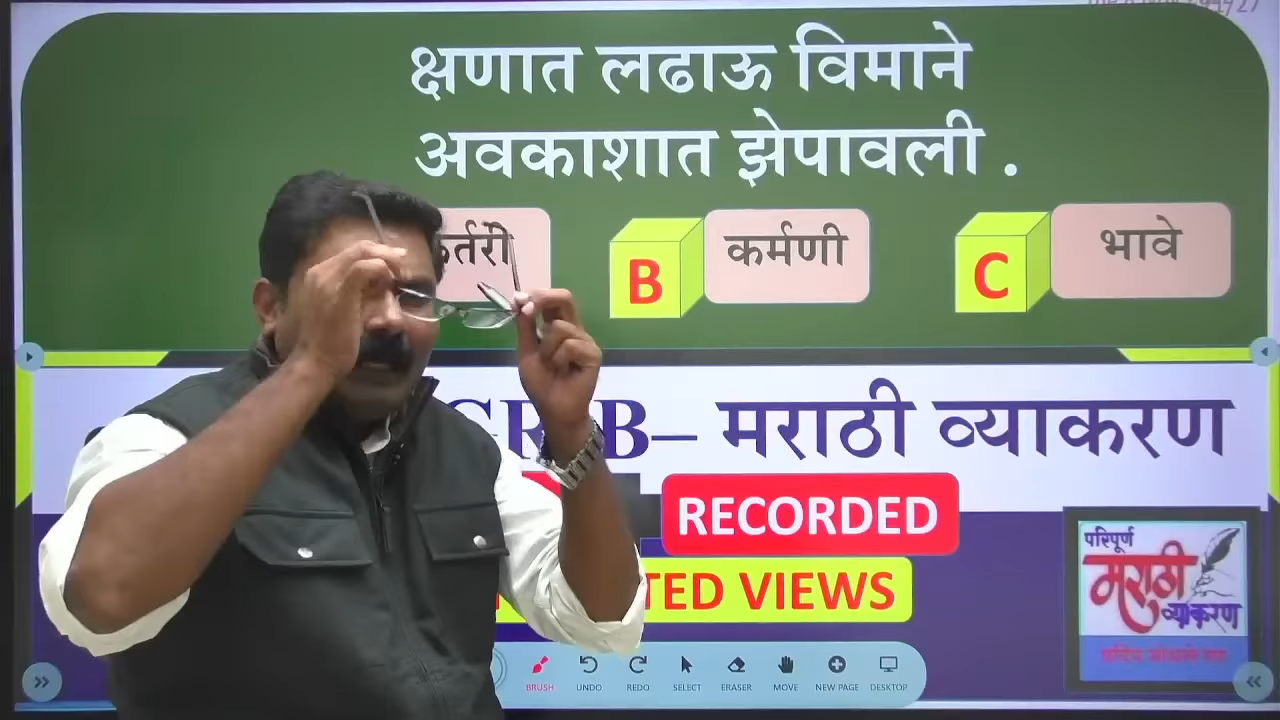 क्षणात लढाऊ विमाने
अवकाशात झेपावली .
B
कर्मणी
C
भावे
B– मराठी व्याकरण
RECORDED
VIEWS
परिपूर्ण
मराठी
व्याकरण
BRUSH
UNDO
REDO
SELECT
ERASER
MOVE
NEW PAGE
DESKTOP